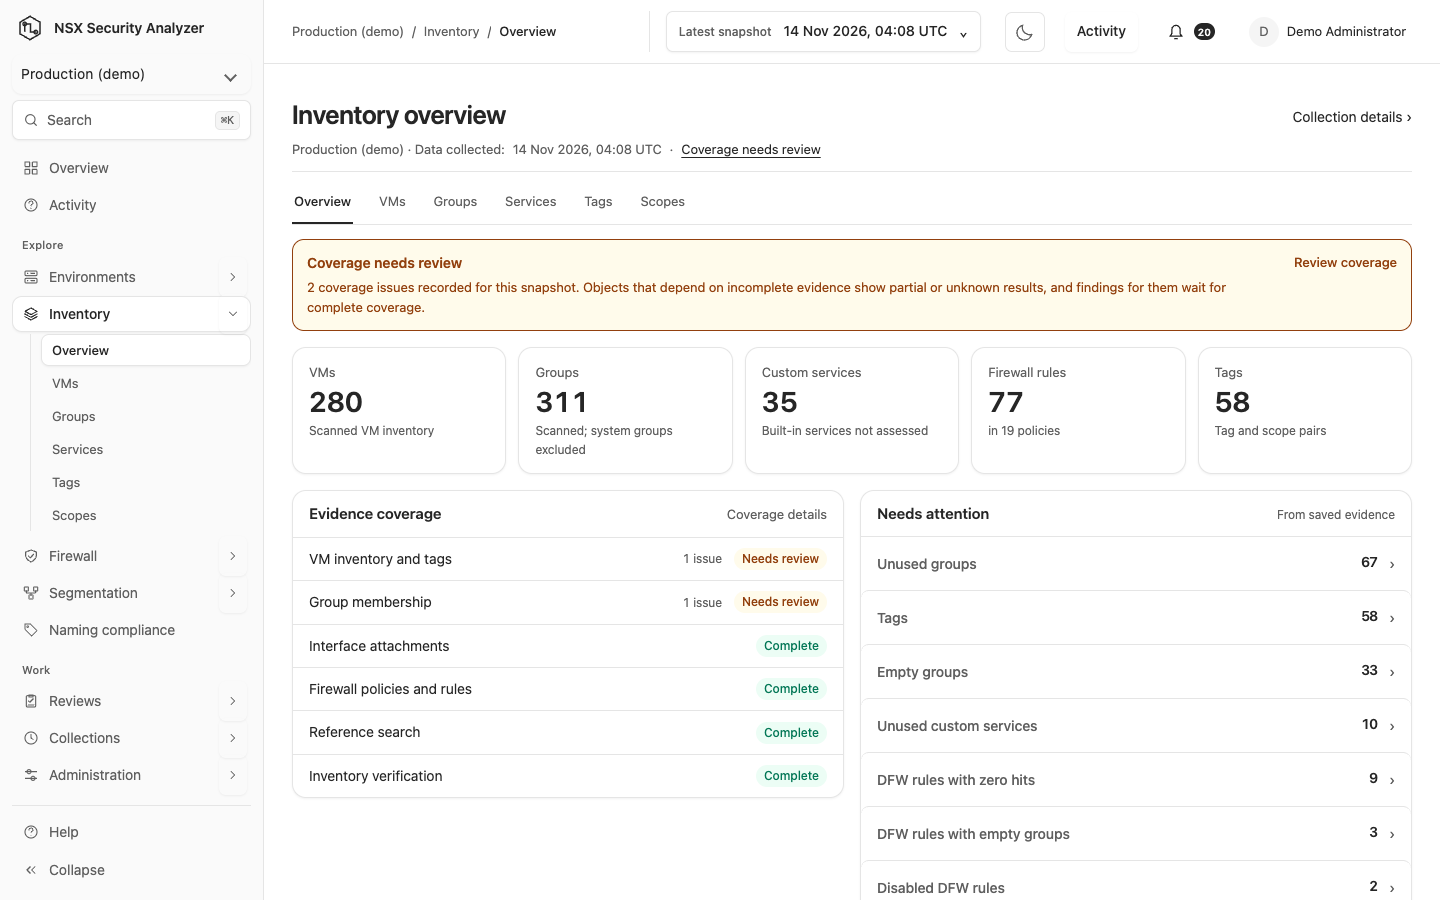 NSX Security Analyzer
Production (demo)
Search ⌘K
Overview
Activity
Explore
Environments
Inventory
Overview
VMs
Groups
Services
Tags
Scopes
Firewall
Segmentation
Naming compliance
Work
Reviews
Collections
Administration
Help
Collapse
Production (demo) / Inventory / Overview
Latest snapshot 14 Nov 2026, 04:08 UTC
Activity
20
D Demo Administrator
Inventory overview
Collection details ›
Production (demo) · Data collected: 14 Nov 2026, 04:08 UTC · Coverage needs review
Overview VMs Groups Services Tags Scopes
Coverage needs review
Review coverage
2 coverage issues recorded for this snapshot. Objects that depend on incomplete evidence show partial or unknown results, and findings for them wait for
complete coverage.
VMs
280
Scanned VM inventory
Groups
311
Scanned; system groups
excluded
Custom services
35
Built-in services not assessed
Firewall rules
77
in 19 policies
Tags
58
Tag and scope pairs
Evidence coverage Coverage details
VM inventory and tags 1 issue Needs review
Group membership 1 issue Needs review
Interface attachments Complete
Firewall policies and rules Complete
Reference search Complete
Inventory verification Complete
Needs attention From saved evidence
Unused groups 67 ›
Tags 58 ›
Empty groups 33 ›
Unused custom services 10 ›
DFW rules with zero hits 9 ›
DFW rules with empty groups 3 ›
Disabled DFW rules 2 ›